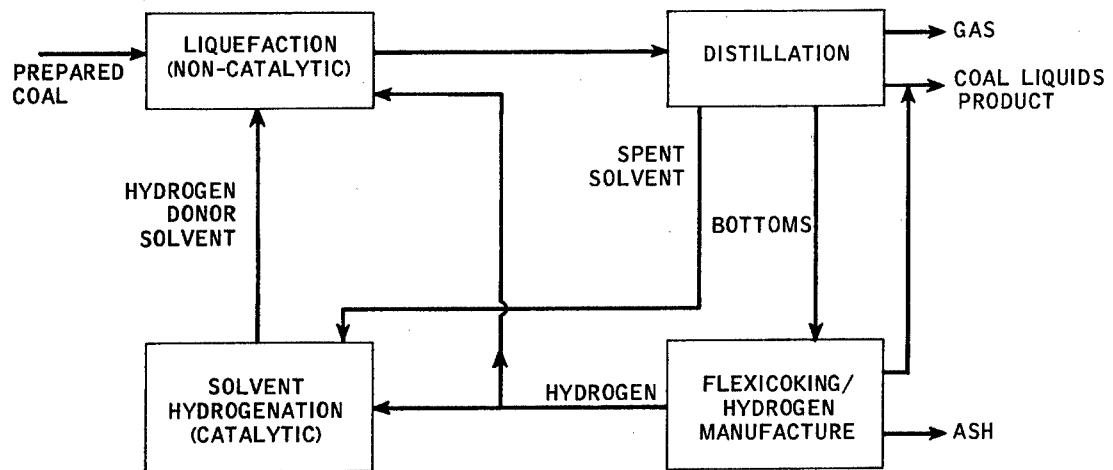 LIQUEFACTION
(NON-CATALYTIC)
DISTILLATION
GAS
PREPARED
COAL
COAL LIQUIDS
PRODUCT
SPENT
SOLVENT
HYDROGEN
DONOR
SOLVENT
BOTTOMS
SOLVENT
HYDROGENATION
(CATALYTIC)
HYDROGEN
FLEXICOKING/
HYDROGEN
MANUFACTURE
ASH